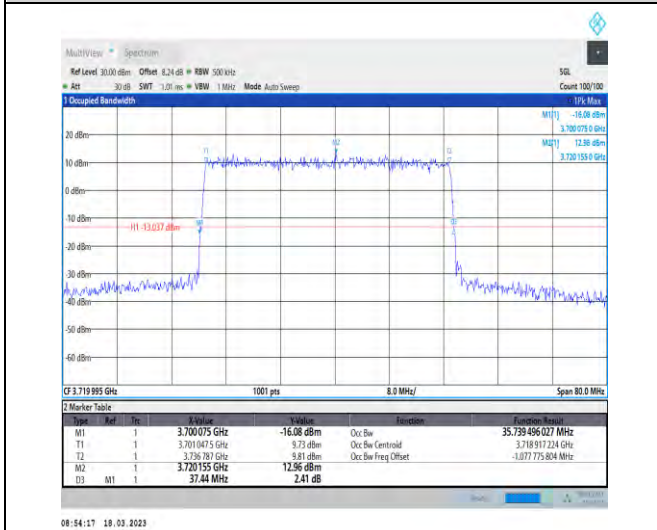 MultiView Spectrum
Ref Level 30.00 dBm Offset 8.24 dB RBW 500 kHz SGL
Att 30 dB SWT 1.01 ms VBW 1 MHz Mode Auto Sweep Count 100/100
1 Occupied Bandwidth 1Pk Max
M1[1] -16.08 dBm
3.700 075 0 GHz
20 dBm M2[1] 12.96 dBm
3.720 155 0 GHz
M2
T1 T2
10 dBm
0 dBm
-10 dBm
M1 D3
H1 -13.037 dBm
-20 dBm
-30 dBm
-40 dBm
-50 dBm
-60 dBm
CF 3.719 995 GHz 1001 pts 8.0 MHz/ Span 80.0 MHz
2 Marker Table
Type Ref Trc X-Value Y-Value Function Function Result
M1 1 3.700 075 GHz -16.08 dBm Occ Bw 35.739 496 027 MHz
T1 1 3.701 047 5 GHz 9.73 dBm Occ Bw Centroid 3.718 917 224 GHz
T2 1 3.736 787 GHz 9.81 dBm Occ Bw Freq Offset -1.077 775 804 MHz
M2 1 3.720 155 GHz 12.96 dBm
D3 M1 1 37.44 MHz 2.41 dB
08:54:17 18.03.2023